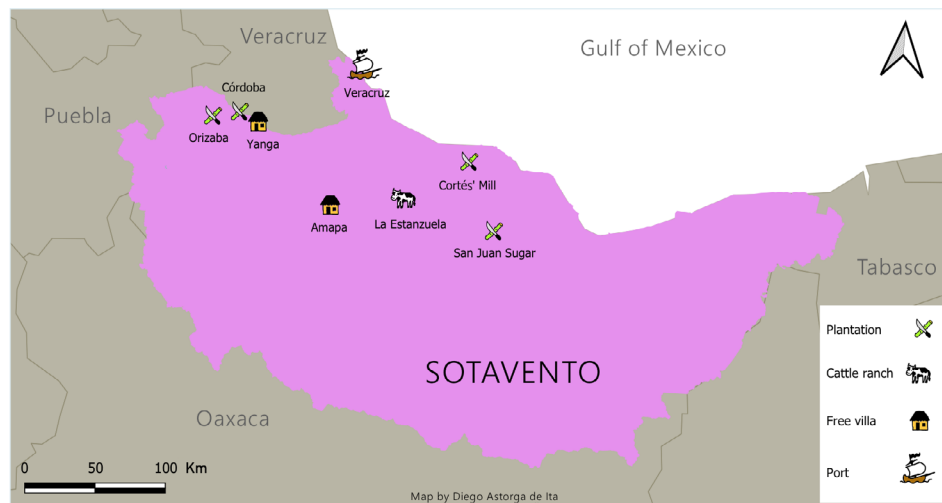 Veracruz
Gulf of Mexico
Puebla
Córdoba
Veracruz
Orizaba
Yanga
Cortés' Mill
Amapa
La Estanzuela
San Juan Sugar
Tabasco
SOTAVENTO
Oaxaca
Plantation
Cattle ranch
Free villa
Port
0 50 100 Km
Map by Diego Astorga de Ita